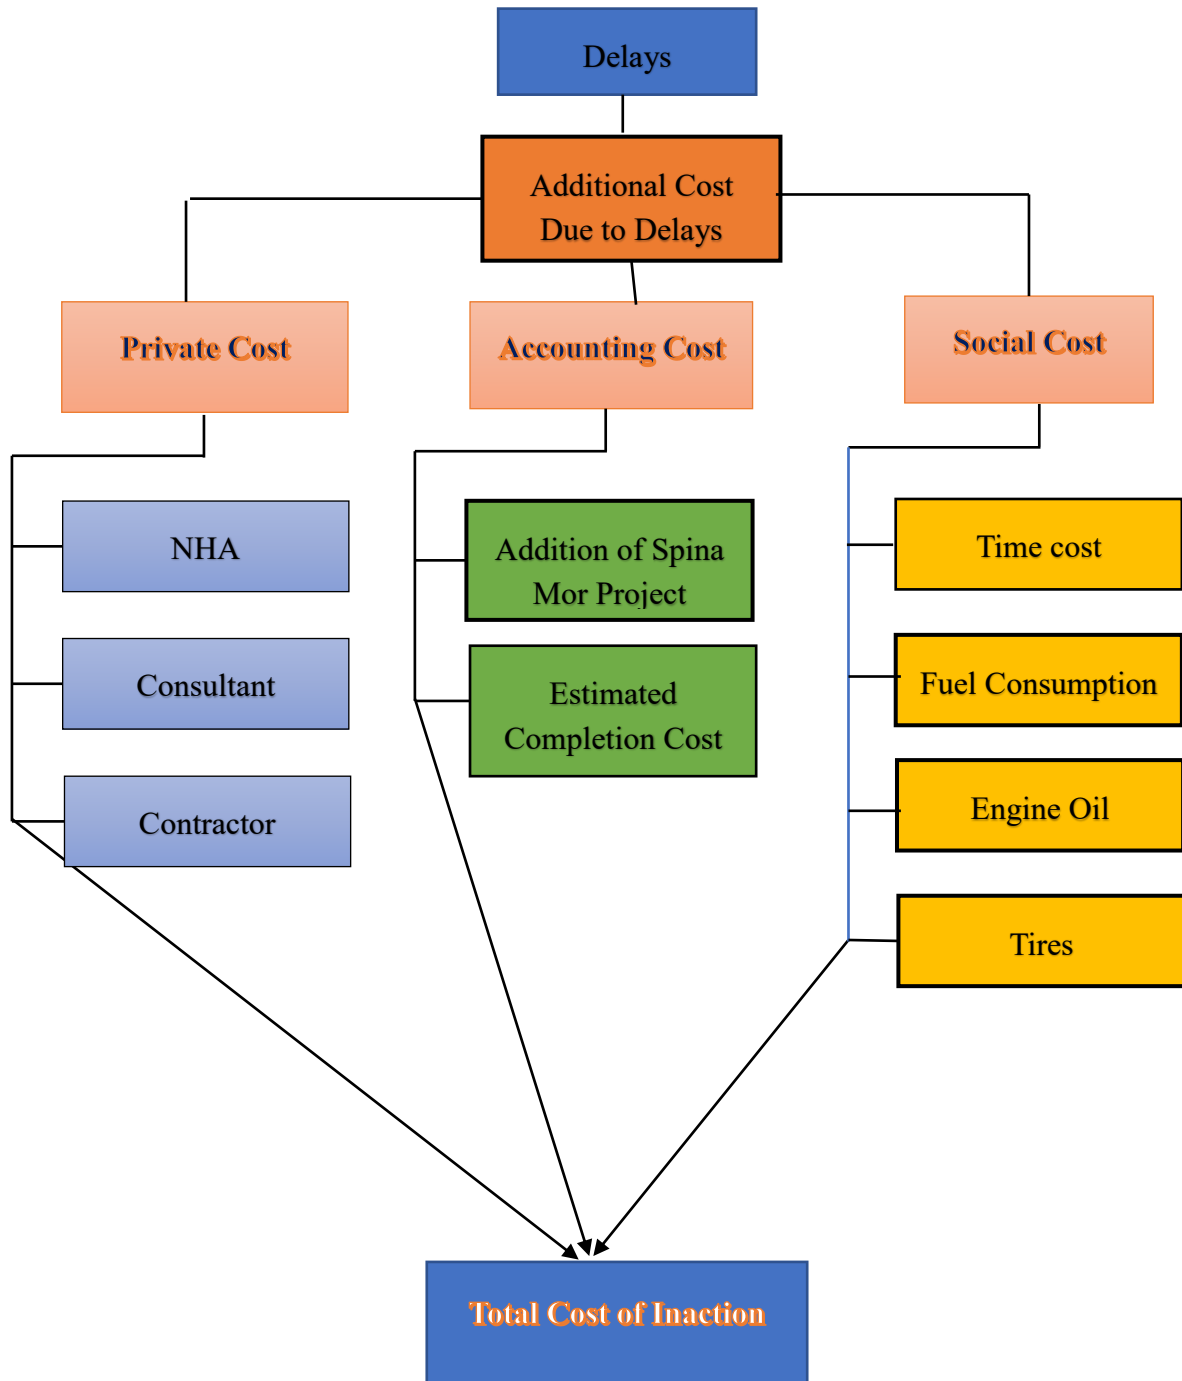 Delays
Additional Cost
Due to Delays
Private Cost
Accounting Cost
Social Cost
NHA
Consultant
Contractor
Addition of Spina
Mor Project
Estimated
Completion Cost
Time cost
Fuel Consumption
Engine Oil
Tires
Total Cost of Inaction